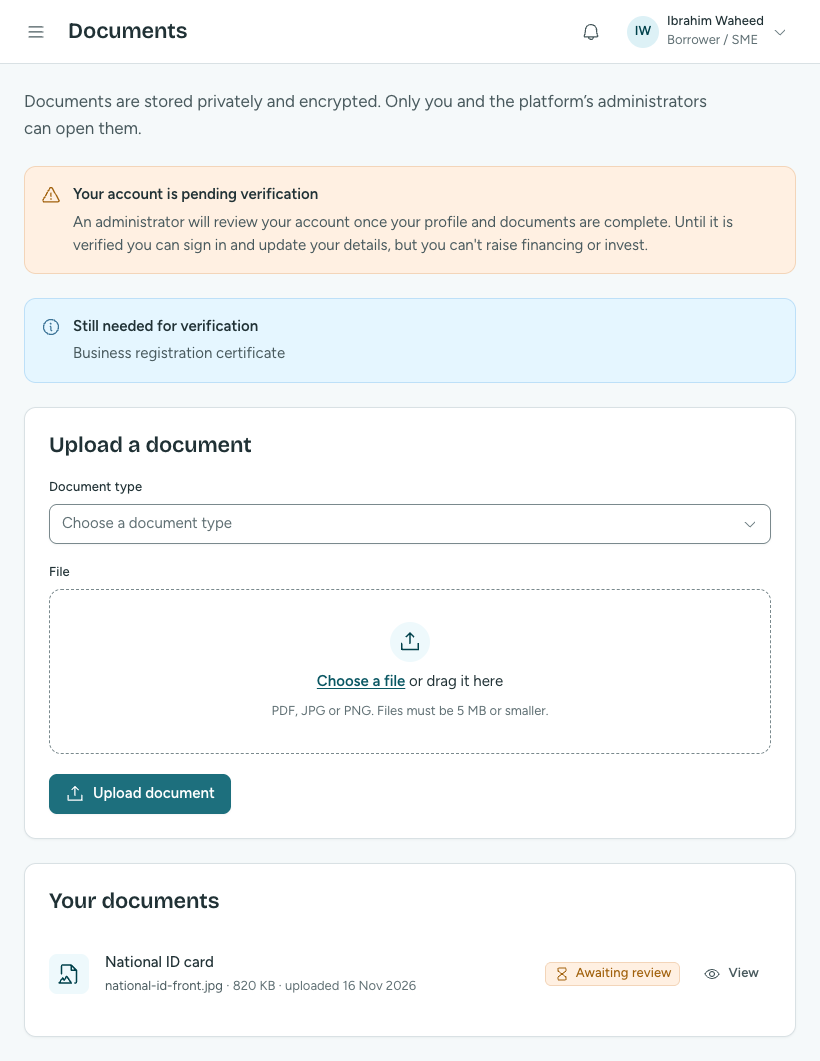 Documents
IW
Ibrahim Waheed
Borrower / SME
Documents are stored privately and encrypted. Only you and the platform’s administrators
can open them.
Your account is pending verification
An administrator will review your account once your profile and documents are complete. Until it is
verified you can sign in and update your details, but you can't raise financing or invest.
Still needed for verification
Business registration certificate
Upload a document
Document type
Choose a document type
File
Choose a file or drag it here
PDF, JPG or PNG. Files must be 5 MB or smaller.
Upload document
Your documents
National ID card
national-id-front.jpg · 820 KB · uploaded 16 Nov 2026
Awaiting review
View